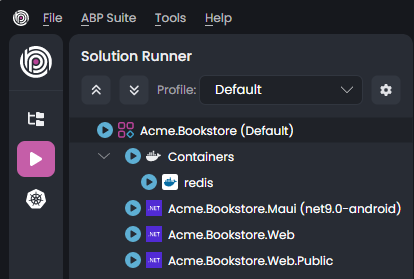 File ABP Suite Tools Help
Solution Runner
Profile: Default
Acme.Bookstore (Default)
Containers
redis
.NET Acme.Bookstore.Maui (net9.0-android)
.NET Acme.Bookstore.Web
.NET Acme.Bookstore.Web.Public